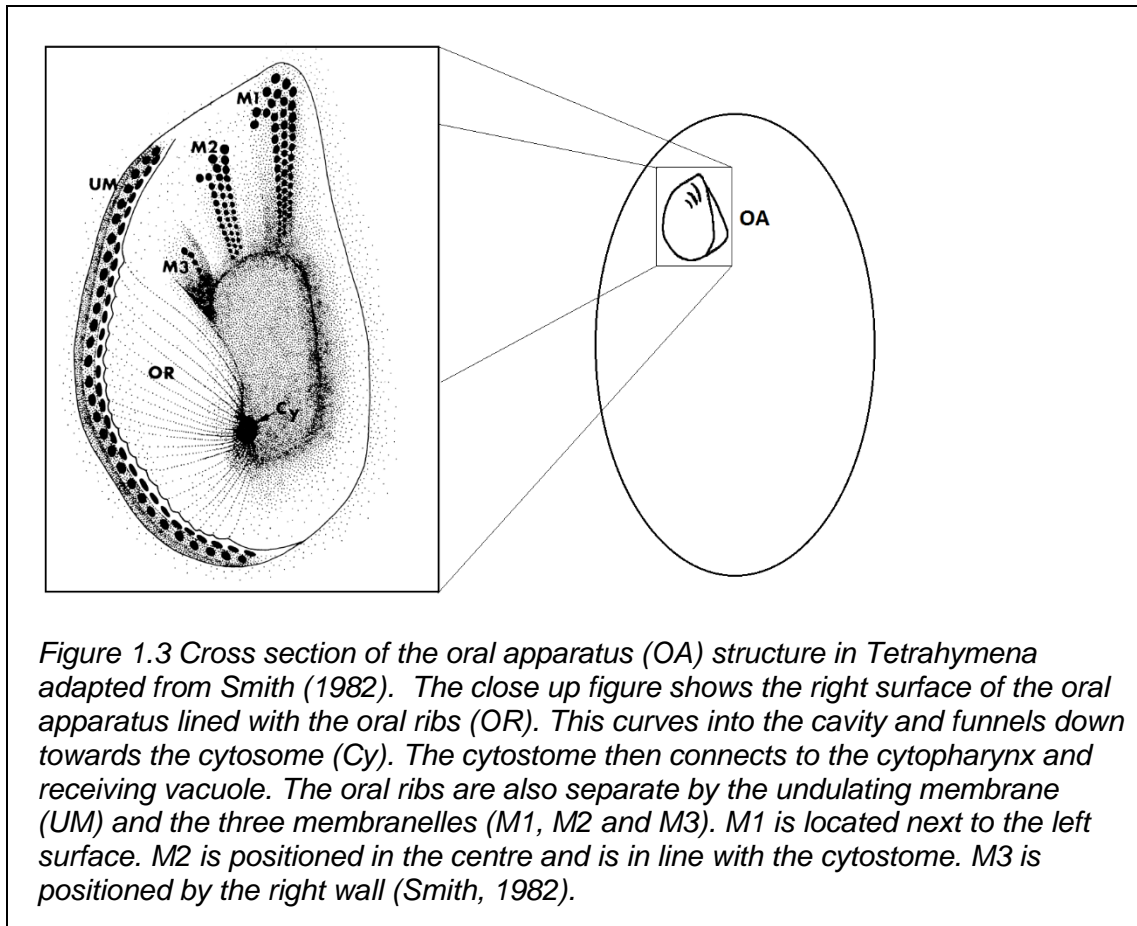 M1
M2
UM
M3
OR
Cy
OA
Figure 1.3 Cross section of the oral apparatus (OA) structure in Tetrahymena
adapted from Smith (1982). The close up figure shows the right surface of the oral
apparatus lined with the oral ribs (OR). This curves into the cavity and funnels down
towards the cytosome (Cy). The cytostome then connects to the cytopharynx and
receiving vacuole. The oral ribs are also separate by the undulating membrane
(UM) and the three membranelles (M1, M2 and M3). M1 is located next to the left
surface. M2 is positioned in the centre and is in line with the cytostome. M3 is
positioned by the right wall (Smith, 1982).